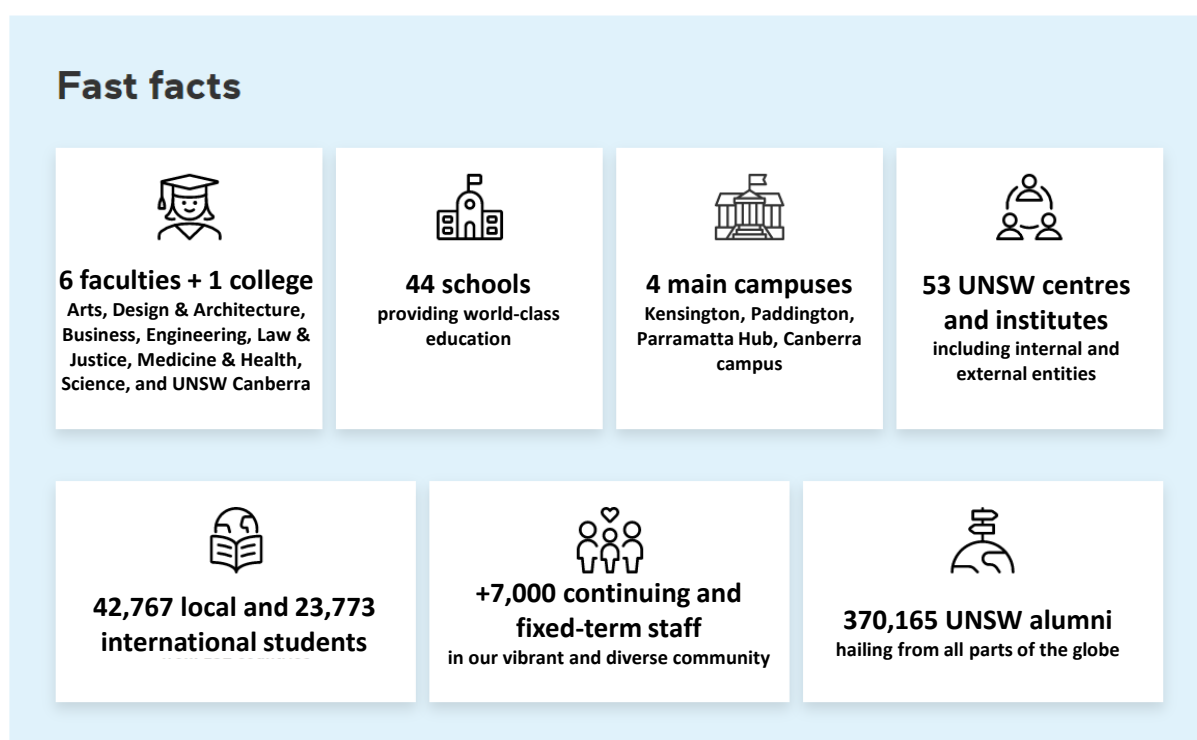 Fast facts
6 faculties + 1 college
Arts, Design & Architecture,
Business, Engineering, Law &
Justice, Medicine & Health,
Science, and UNSW Canberra
44 schools
providing world-class
education
4 main campuses
Kensington, Paddington,
Parramatta Hub, Canberra
campus
53 UNSW centres
and institutes
including internal and
external entities
42,767 local and 23,773
international students
+7,000 continuing and
fixed-term staff
in our vibrant and diverse community
370,165 UNSW alumni
hailing from all parts of the globe